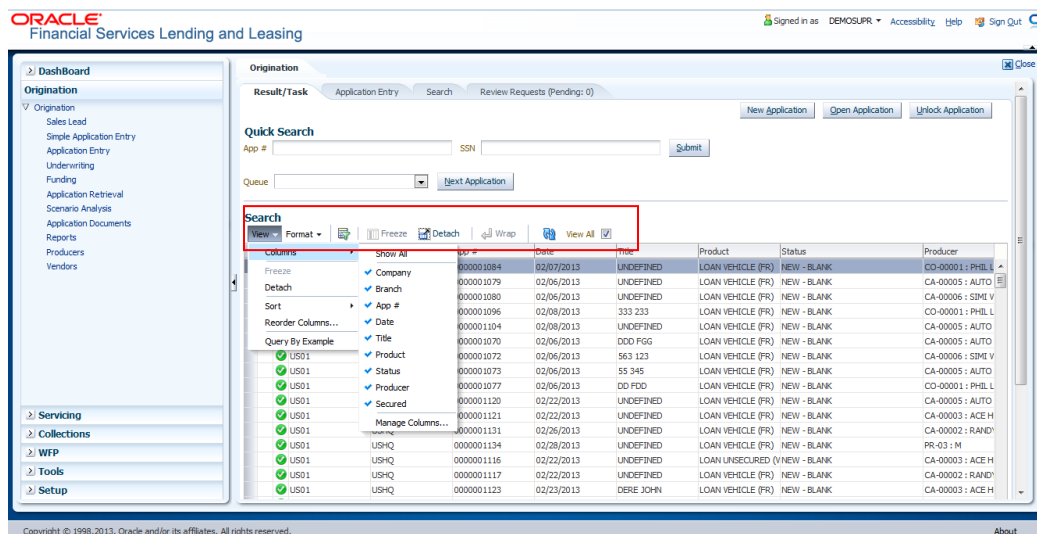 ORACLE
Financial Services Lending and Leasing
Signed in as DEMOSUPR Accessibility Help Sign Out
Close
DashBoard
Origination
Origination
Sales Lead
Simple Application Entry
Application Entry
Underwriting
Funding
Application Retrieval
Scenario Analysis
Application Documents
Reports
Producers
Vendors
Servicing
Collections
WFP
Tools
Setup
Origination
Result/Task Application Entry Search Review Requests (Pending: 0)
New Application Open Application Unlock Application
Quick Search
App # SSN Submit
Queue Next Application
Search
View Format Freeze Detach Wrap View All
Columns
Freeze
Detach
Sort
Reorder Columns...
Query By Example
Show All
Company
Branch
App #
Date
Title
Product
Status
Producer
Secured
Manage Columns...
App # Date Title Product Status Producer
0000001084 02/07/2013 UNDEFINED LOAN VEHICLE (FR) NEW - BLANK CO-00001 : PHIL L
0000001079 02/06/2013 UNDEFINED LOAN VEHICLE (FR) NEW - BLANK CA-00005 : AUTO
0000001080 02/06/2013 UNDEFINED LOAN VEHICLE (FR) NEW - BLANK CA-00006 : SIMI V
0000001096 02/08/2013 333 233 LOAN VEHICLE (FR) NEW - BLANK CO-00001 : PHIL L
0000001104 02/08/2013 UNDEFINED LOAN VEHICLE (FR) NEW - BLANK CA-00005 : AUTO
0000001070 02/06/2013 DDD FGG LOAN VEHICLE (FR) NEW - BLANK CA-00005 : AUTO
US01 0000001072 02/06/2013 563 123 LOAN VEHICLE (FR) NEW - BLANK CA-00006 : SIMI V
US01 0000001073 02/06/2013 55 345 LOAN VEHICLE (FR) NEW - BLANK CA-00005 : AUTO
US01 0000001077 02/06/2013 DD FDD LOAN VEHICLE (FR) NEW - BLANK CO-00001 : PHIL L
US01 0000001120 02/22/2013 UNDEFINED LOAN VEHICLE (FR) NEW - BLANK CA-00005 : AUTO
US01 0000001121 02/22/2013 UNDEFINED LOAN VEHICLE (FR) NEW - BLANK CA-00003 : ACE H
US01 USHQ 0000001131 02/26/2013 UNDEFINED LOAN VEHICLE (FR) NEW - BLANK CA-00002 : RANDY
US01 USHQ 0000001134 02/28/2013 UNDEFINED LOAN VEHICLE (FR) NEW - BLANK PR-03 : M
US01 USHQ 0000001116 02/22/2013 UNDEFINED LOAN UNSECURED (V NEW - BLANK CA-00003 : ACE H
US01 USHQ 0000001117 02/22/2013 UNDEFINED LOAN VEHICLE (FR) NEW - BLANK CA-00002 : RANDY
US01 USHQ 0000001123 02/23/2013 DERE JOHN LOAN VEHICLE (FR) NEW - BLANK CA-00003 : ACE H
Copyright © 1998,2013, Oracle and/or its affiliates. All rights reserved. About